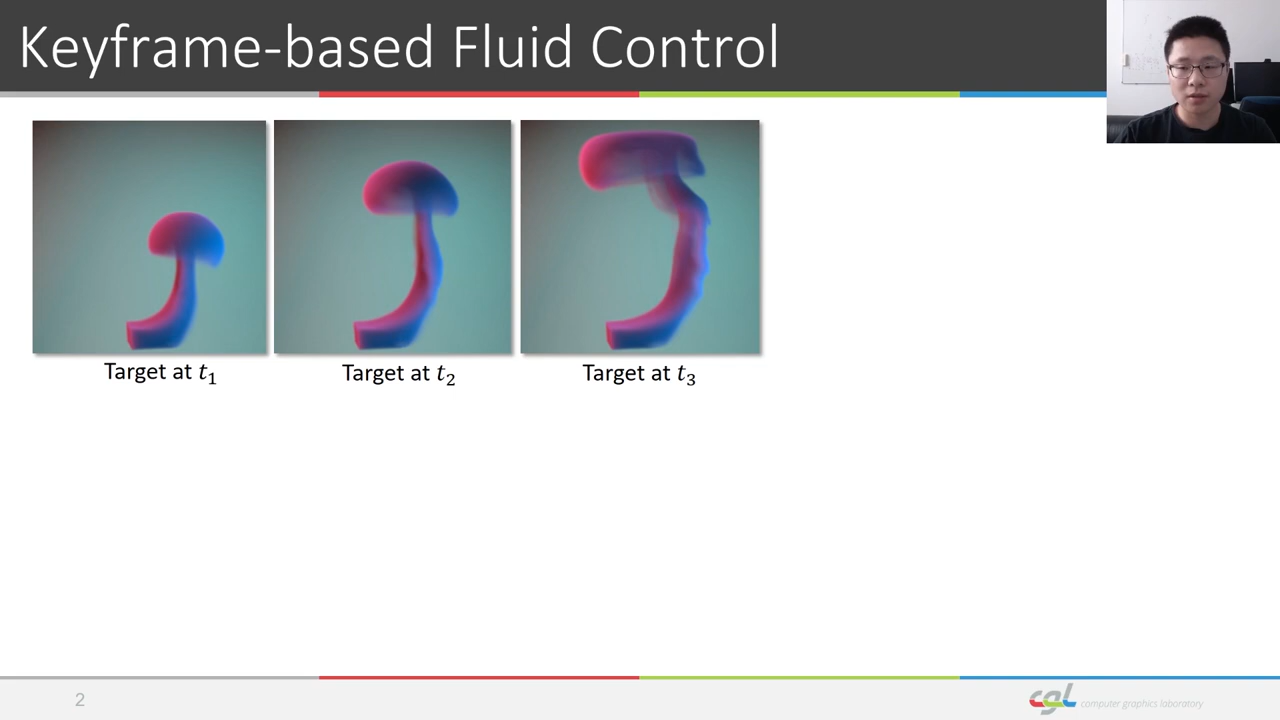 Keyframe-based Fluid Control
Target at t₁
Target at t₂
Target at t₃
2
cgl computer graphics laboratory